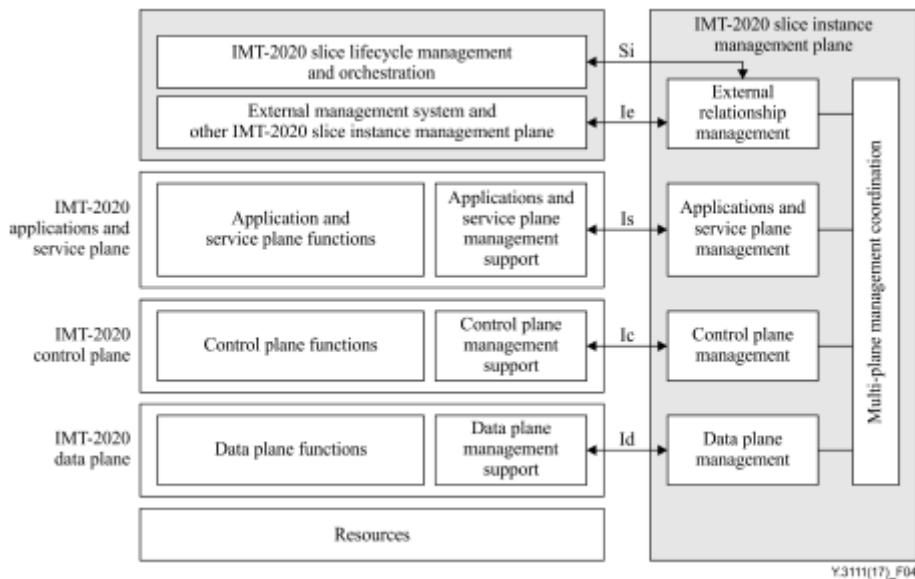 IMT-2020 slice lifecycle management
and orchestration
External management system and
other IMT-2020 slice instance management plane
Si
Ie
IMT-2020 slice instance
management plane
External
relationship
management
IMT-2020
applications and
service plane
Application and
service plane functions
Applications and
service plane
management
support
Is
Applications and
service plane
management
IMT-2020
control plane
Control plane functions
Control plane
management
support
Ic
Control plane
management
IMT-2020
data plane
Data plane functions
Data plane
management
support
Id
Data plane
management
Multi-plane management coordination
Resources
Y.3111(17)_F04